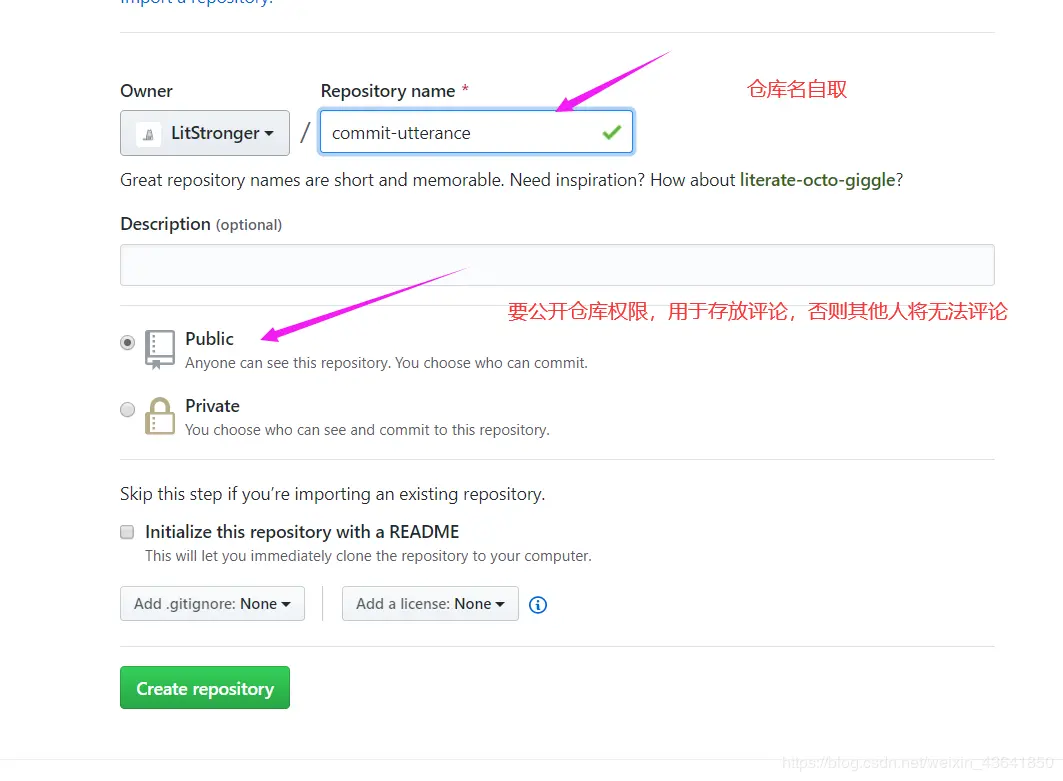 Import a repository.
Owner
Repository name *
仓库名自取
LitStronger
/
commit-utterance
Great repository names are short and memorable. Need inspiration? How about literate-octo-giggle?
Description (optional)
要公开仓库权限，用于存放评论，否则其他人将无法评论
Public
Anyone can see this repository. You choose who can commit.
Private
You choose who can see and commit to this repository.
Skip this step if you’re importing an existing repository.
Initialize this repository with a README
This will let you immediately clone the repository to your computer.
Add .gitignore: None
Add a license: None
Create repository
https://blog.csdn.net/weixin_43641850